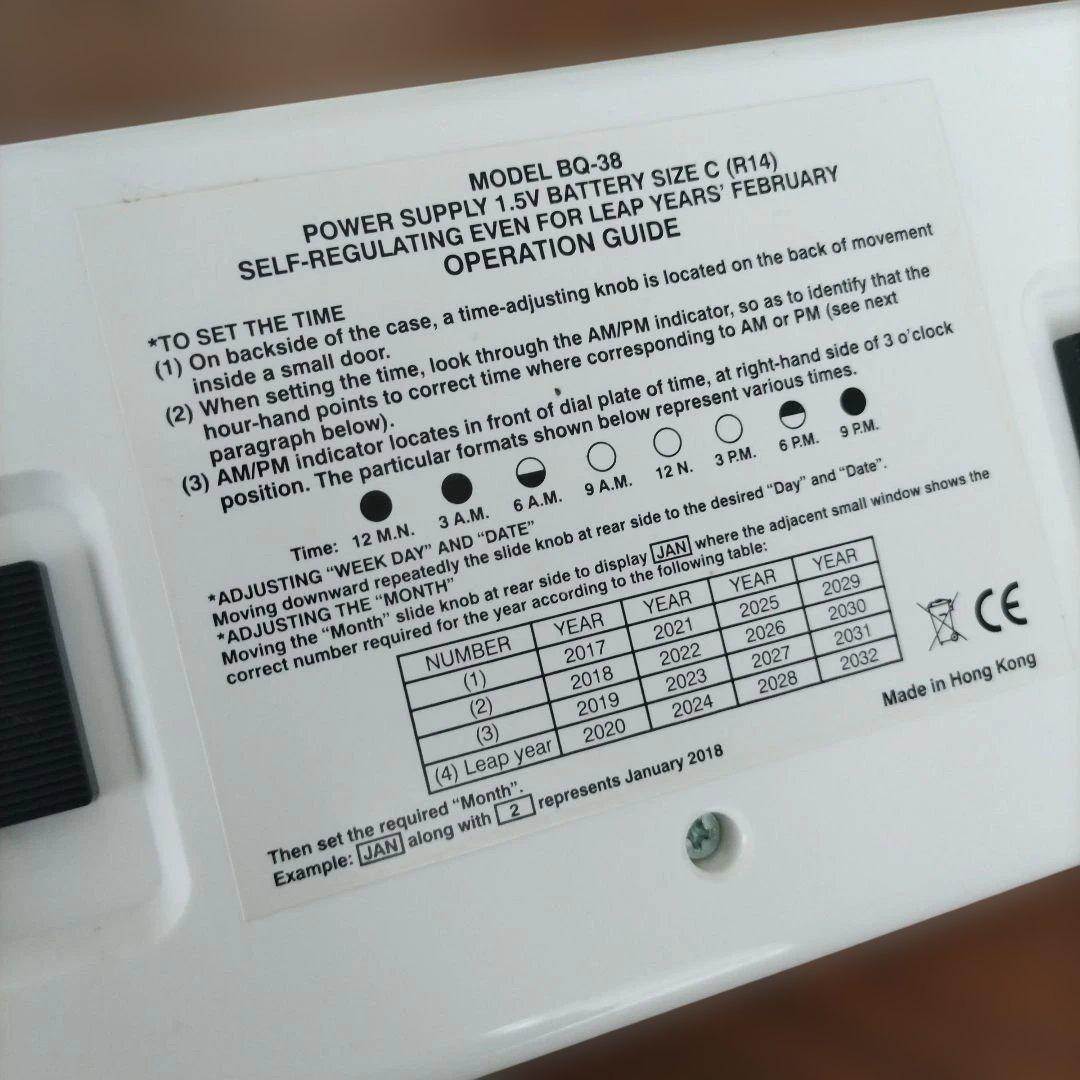 MODEL BQ-38
POWER SUPPLY 1.5V BATTERY SIZE C (R14)
SELF-REGULATING EVEN FOR LEAP YEARS' FEBRUARY
OPERATION GUIDE
*TO SET THE TIME
(1) On backside of the case, a time-adjusting knob is located on the back of movement
inside a small door.
(2) When setting the time, look through the AM/PM indicator, so as to identify that the
hour-hand points to correct time where corresponding to AM or PM (see next
paragraph below).
(3) AM/PM indicator locates in front of dial plate of time, at right-hand side of 3 o'clock
position. The particular formats shown below represent various times.
Time: 12 M.N. 3 A.M. 6 A.M. 9 A.M. 12 N. 3 P.M. 6 P.M. 9 P.M.
*ADJUSTING "WEEK DAY" AND "DATE"
Moving downward repeatedly the slide knob at rear side to the desired "Day" and "Date".
*ADJUSTING THE "MONTH"
Moving the "Month" slide knob at rear side to display JAN where the adjacent small window shows the
correct number required for the year according to the following table:
NUMBER YEAR YEAR YEAR YEAR
(1) 2017 2021 2025 2029
(2) 2018 2022 2026 2030
(3) 2019 2023 2027 2031
(4) Leap year 2020 2024 2028 2032
CE
Made in Hong Kong
Then set the required "Month".
Example: JAN along with 2 represents January 2018